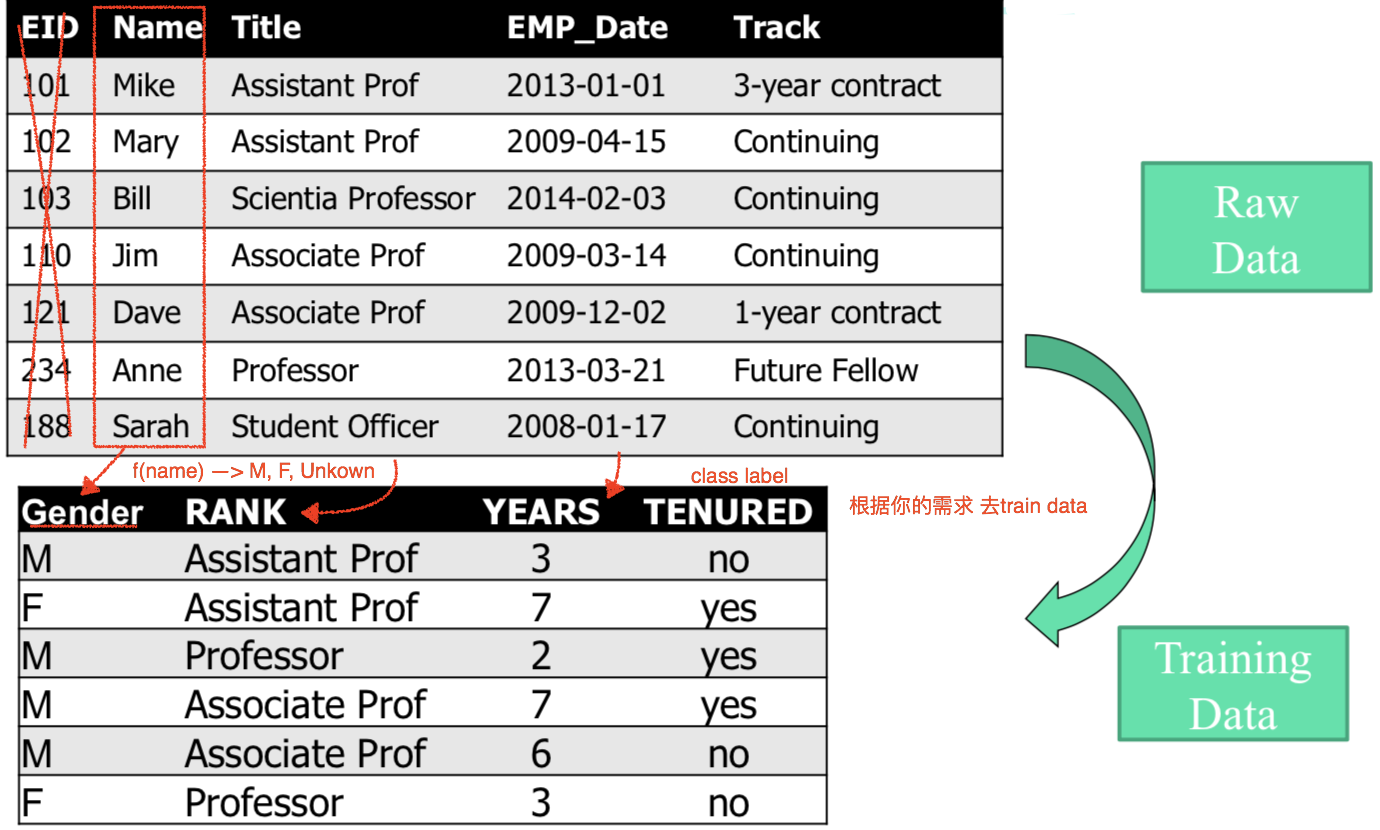 EID Name Title EMP_Date Track
101 Mike Assistant Prof 2013-01-01 3-year contract
102 Mary Assistant Prof 2009-04-15 Continuing
103 Bill Scientia Professor 2014-02-03 Continuing
110 Jim Associate Prof 2009-03-14 Continuing
121 Dave Associate Prof 2009-12-02 1-year contract
234 Anne Professor 2013-03-21 Future Fellow
188 Sarah Student Officer 2008-01-17 Continuing
Raw
Data
f(name) —> M, F, Unkown
class label
Gender RANK YEARS TENURED
M Assistant Prof 3 no
F Assistant Prof 7 yes
M Professor 2 yes
M Associate Prof 7 yes
M Associate Prof 6 no
F Professor 3 no
根据你的需求 去train data
Training
Data